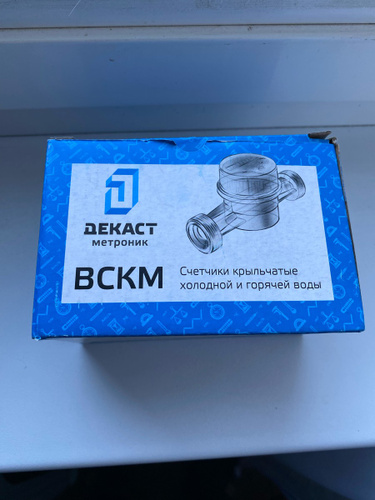 ДЕКАСТ
метроник
ВСКМ
Счетчики крыльчатые
холодной и горячей воды